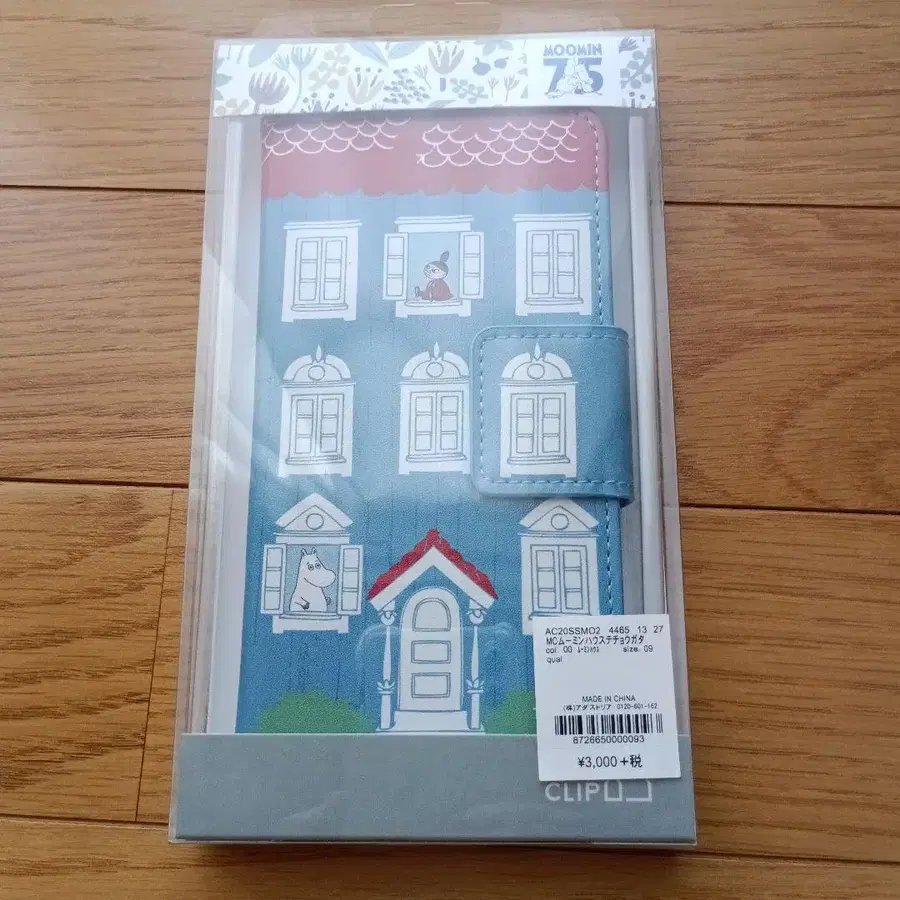 MOOMIN
75
AC20SSMO2 4465 13 27
MOムーミンハウステチョウガタ
col. 00 ﾑｰﾐﾝﾊｳｽ size. 09
qual
MADE IN CHINA
(株)アダストリア 0120-601-162
8726650000093
¥3,000+税
CLIP